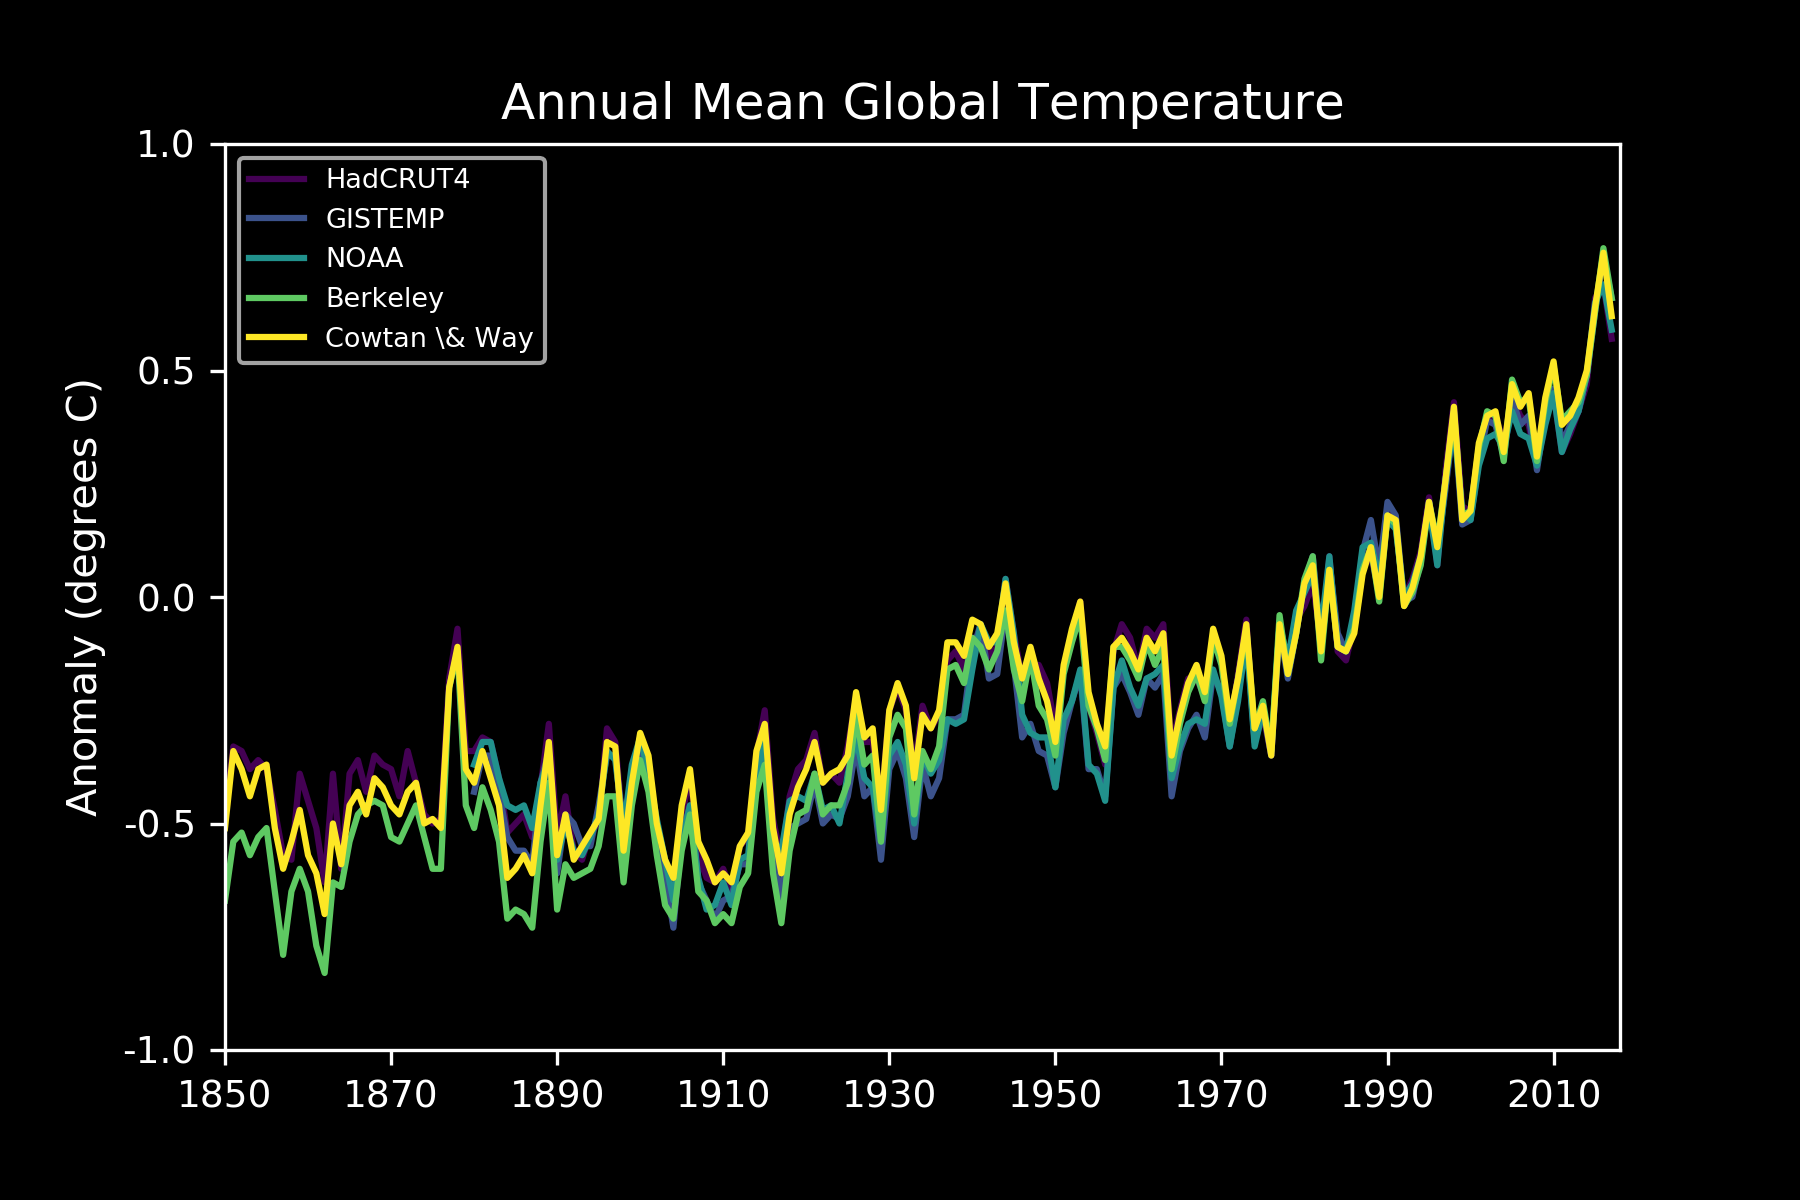 Annual Mean Global Temperature
1.0
0.5
0.0
-0.5
-1.0
Anomaly (degrees C)
HadCRUT4
GISTEMP
NOAA
Berkeley
Cowtan \& Way
1850 1870 1890 1910 1930 1950 1970 1990 2010